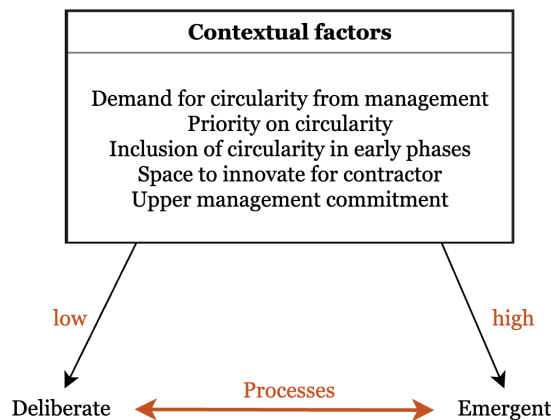 Contextual factors
Demand for circularity from management
Priority on circularity
Inclusion of circularity in early phases
Space to innovate for contractor
Upper management commitment
low
high
Processes
Deliberate
Emergent